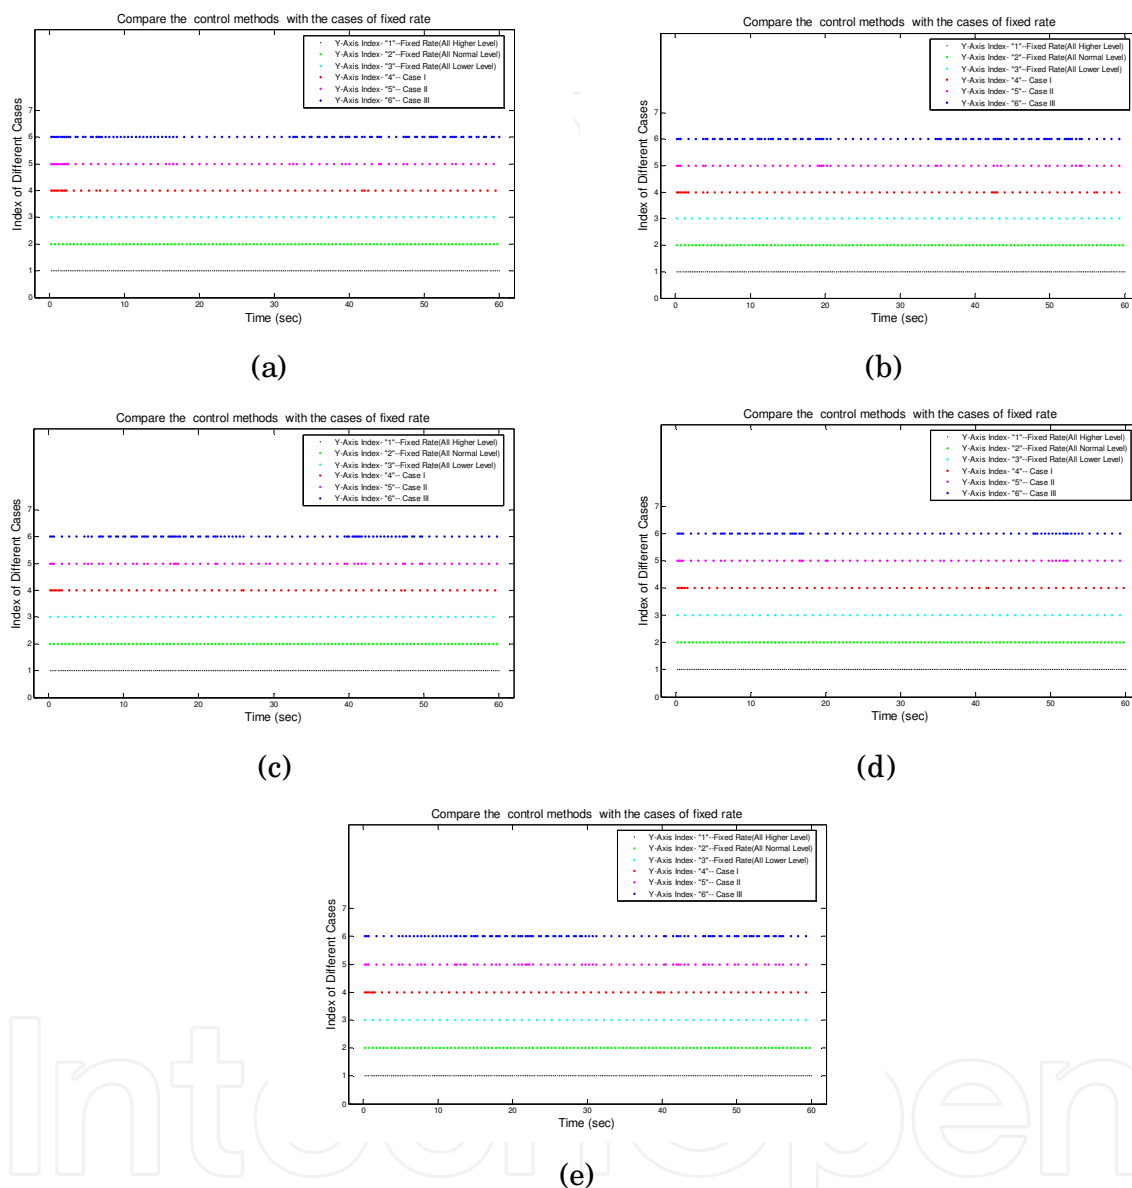 Compare the control methods with the cases of fixed rate
Y-Axis Index- "1"--Fixed Rate(All Higher Level)
Y-Axis Index- "2"--Fixed Rate(All Normal Level)
Y-Axis Index- "3"--Fixed Rate(All Lower Level)
Y-Axis Index- "4"-- Case I
Y-Axis Index- "5"-- Case II
Y-Axis Index- "6"-- Case III
Index of Different Cases
7
6
5
4
3
2
1
0
0 10 20 30 40 50 60
Time (sec)
(a)
Compare the control methods with the cases of fixed rate
Y-Axis Index- "1"--Fixed Rate(All Higher Level)
Y-Axis Index- "2"--Fixed Rate(All Normal Level)
Y-Axis Index- "3"--Fixed Rate(All Lower Level)
Y-Axis Index- "4"-- Case I
Y-Axis Index- "5"-- Case II
Y-Axis Index- "6"-- Case III
Index of Different Cases
7
6
5
4
3
2
1
0
0 10 20 30 40 50 60
Time (sec)
(b)
Compare the control methods with the cases of fixed rate
Y-Axis Index- "1"--Fixed Rate(All Higher Level)
Y-Axis Index- "2"--Fixed Rate(All Normal Level)
Y-Axis Index- "3"--Fixed Rate(All Lower Level)
Y-Axis Index- "4"-- Case I
Y-Axis Index- "5"-- Case II
Y-Axis Index- "6"-- Case III
Index of Different Cases
7
6
5
4
3
2
1
0
0 10 20 30 40 50 60
Time (sec)
(c)
Compare the control methods with the cases of fixed rate
Y-Axis Index- "1"--Fixed Rate(All Higher Level)
Y-Axis Index- "2"--Fixed Rate(All Normal Level)
Y-Axis Index- "3"--Fixed Rate(All Lower Level)
Y-Axis Index- "4"-- Case I
Y-Axis Index- "5"-- Case II
Y-Axis Index- "6"-- Case III
Index of Different Cases
7
6
5
4
3
2
1
0
0 10 20 30 40 50 60
Time (sec)
(d)
Compare the control methods with the cases of fixed rate
Y-Axis Index- "1"--Fixed Rate(All Higher Level)
Y-Axis Index- "2"--Fixed Rate(All Normal Level)
Y-Axis Index- "3"--Fixed Rate(All Lower Level)
Y-Axis Index- "4"-- Case I
Y-Axis Index- "5"-- Case II
Y-Axis Index- "6"-- Case III
Index of Different Cases
7
6
5
4
3
2
1
0
0 10 20 30 40 50 60
Time (sec)
(e)
IntechOpen